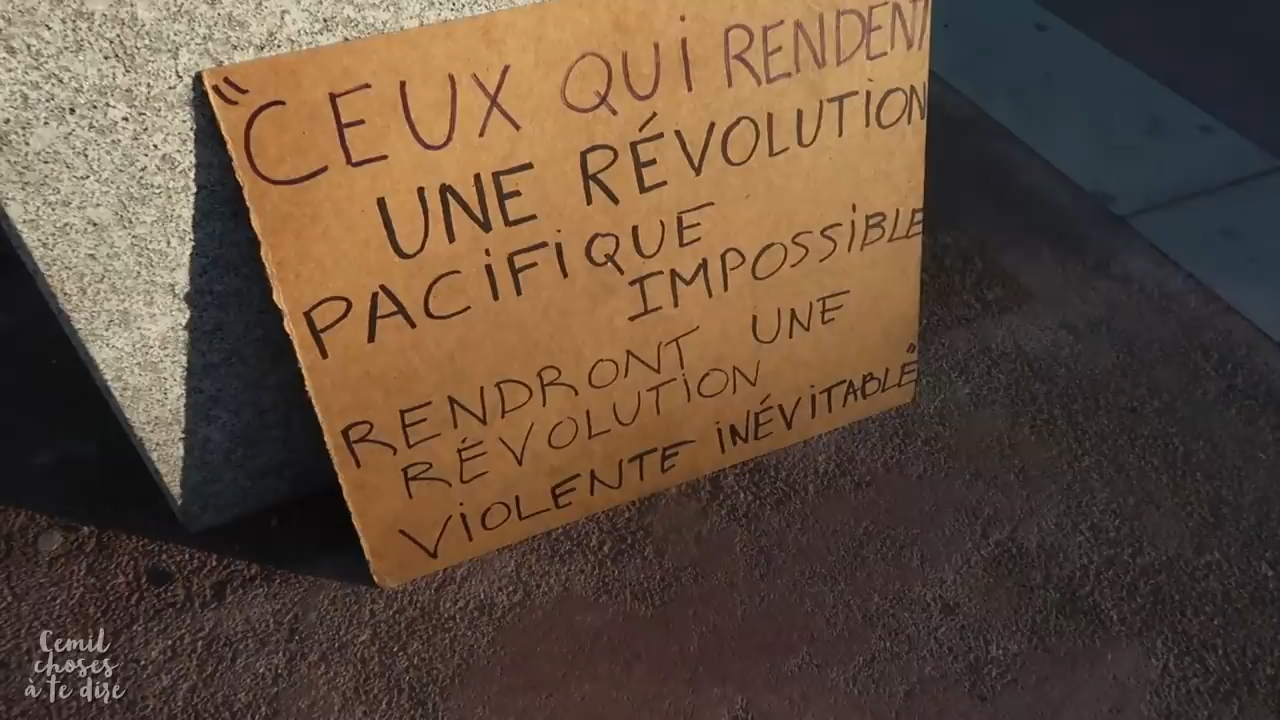 "CEUX QUI RENDENT
UNE RÉVOLUTION
PACIFIQUE
IMPOSSIBLE
RENDRONT UNE
RÉVOLUTION
VIOLENTE INÉVITABLE"
Cemil
choses
à te dire